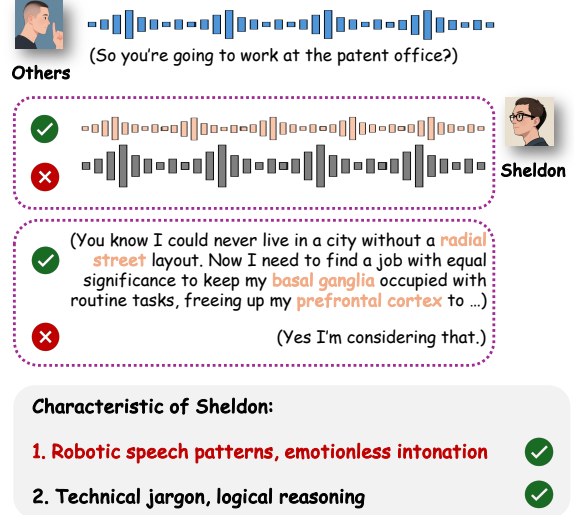 (So you're going to work at the patent office?)
Others
Sheldon
(You know I could never live in a city without a radial
street layout. Now I need to find a job with equal
significance to keep my basal ganglia occupied with
routine tasks, freeing up my prefrontal cortex to …)
(Yes I'm considering that.)
Characteristic of Sheldon:
1. Robotic speech patterns, emotionless intonation
2. Technical jargon, logical reasoning